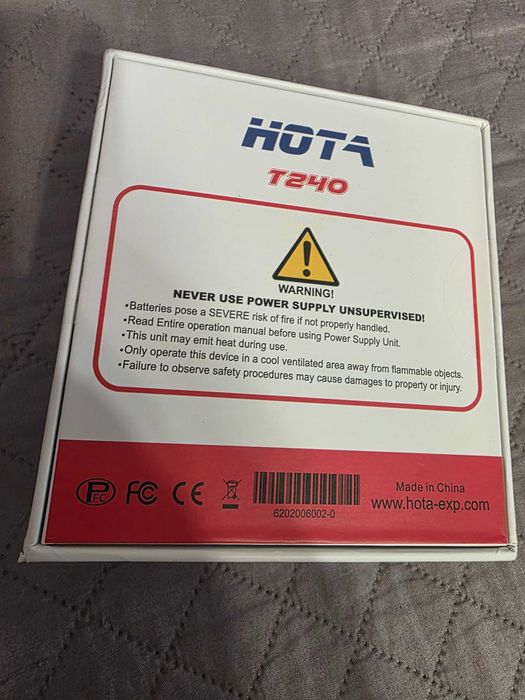 HOTA
T240
WARNING!
NEVER USE POWER SUPPLY UNSUPERVISED!
•Batteries pose a SEVERE risk of fire if not properly handled.
•Read Entire operation manual before using Power Supply Unit.
•This unit may emit heat during use.
•Only operate this device in a cool ventilated area away from flammable objects.
•Failure to observe safety procedures may cause damages to property or injury.
PFC FC CE
6202006002-0
Made in China
www.hota-exp.com